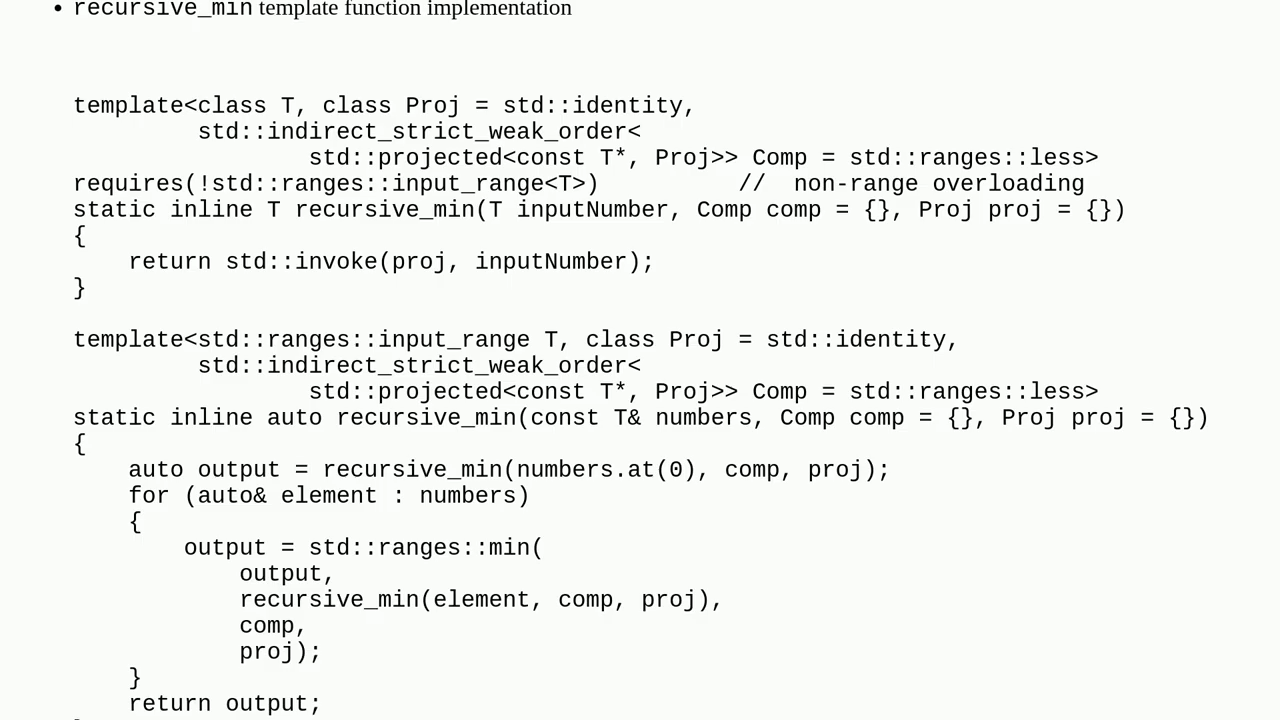 • recursive_min template function implementation
template<class T, class Proj = std::identity,
         std::indirect_strict_weak_order<
                 std::projected<const T*, Proj>> Comp = std::ranges::less>
requires(!std::ranges::input_range<T>)          //  non-range overloading
static inline T recursive_min(T inputNumber, Comp comp = {}, Proj proj = {})
{
    return std::invoke(proj, inputNumber);
}
template<std::ranges::input_range T, class Proj = std::identity,
         std::indirect_strict_weak_order<
                 std::projected<const T*, Proj>> Comp = std::ranges::less>
static inline auto recursive_min(const T& numbers, Comp comp = {}, Proj proj = {})
{
    auto output = recursive_min(numbers.at(0), comp, proj);
    for (auto& element : numbers)
    {
        output = std::ranges::min(
            output,
            recursive_min(element, comp, proj),
            comp,
            proj);
    }
    return output;